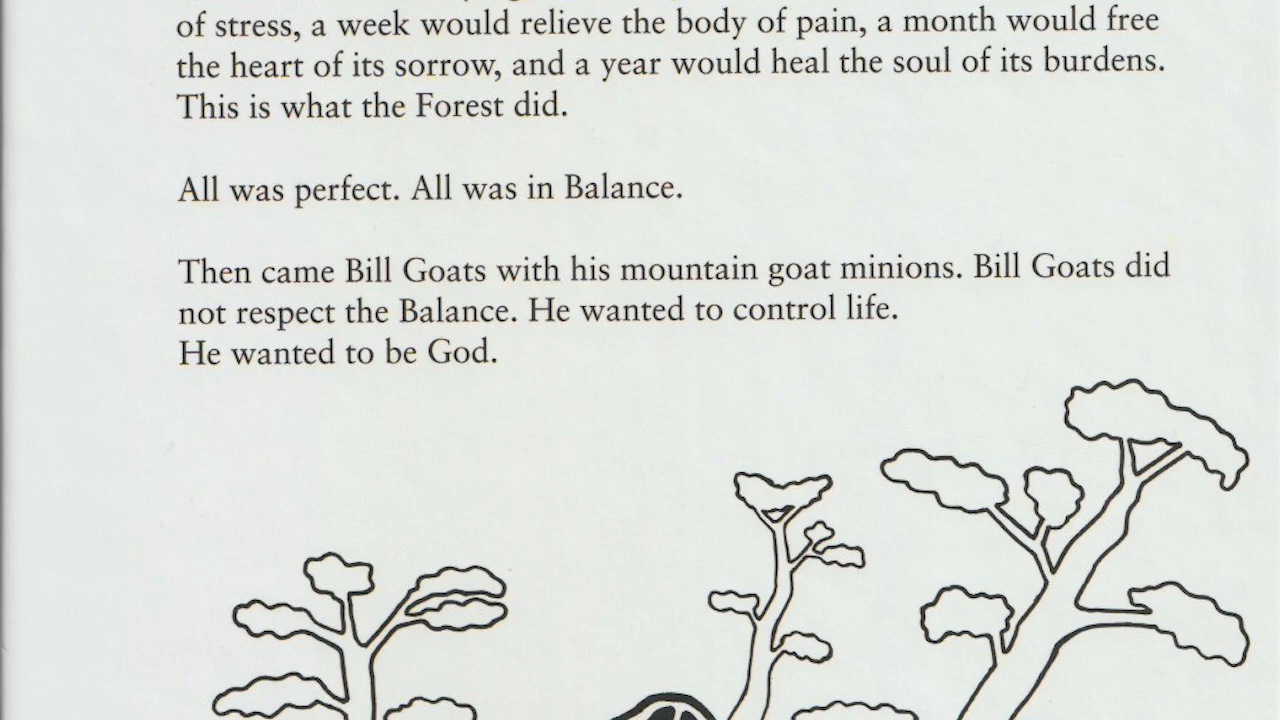 of stress, a week would relieve the body of pain, a month would free
the heart of its sorrow, and a year would heal the soul of its burdens.
This is what the Forest did.
All was perfect. All was in Balance.
Then came Bill Goats with his mountain goat minions. Bill Goats did
not respect the Balance. He wanted to control life.
He wanted to be God.